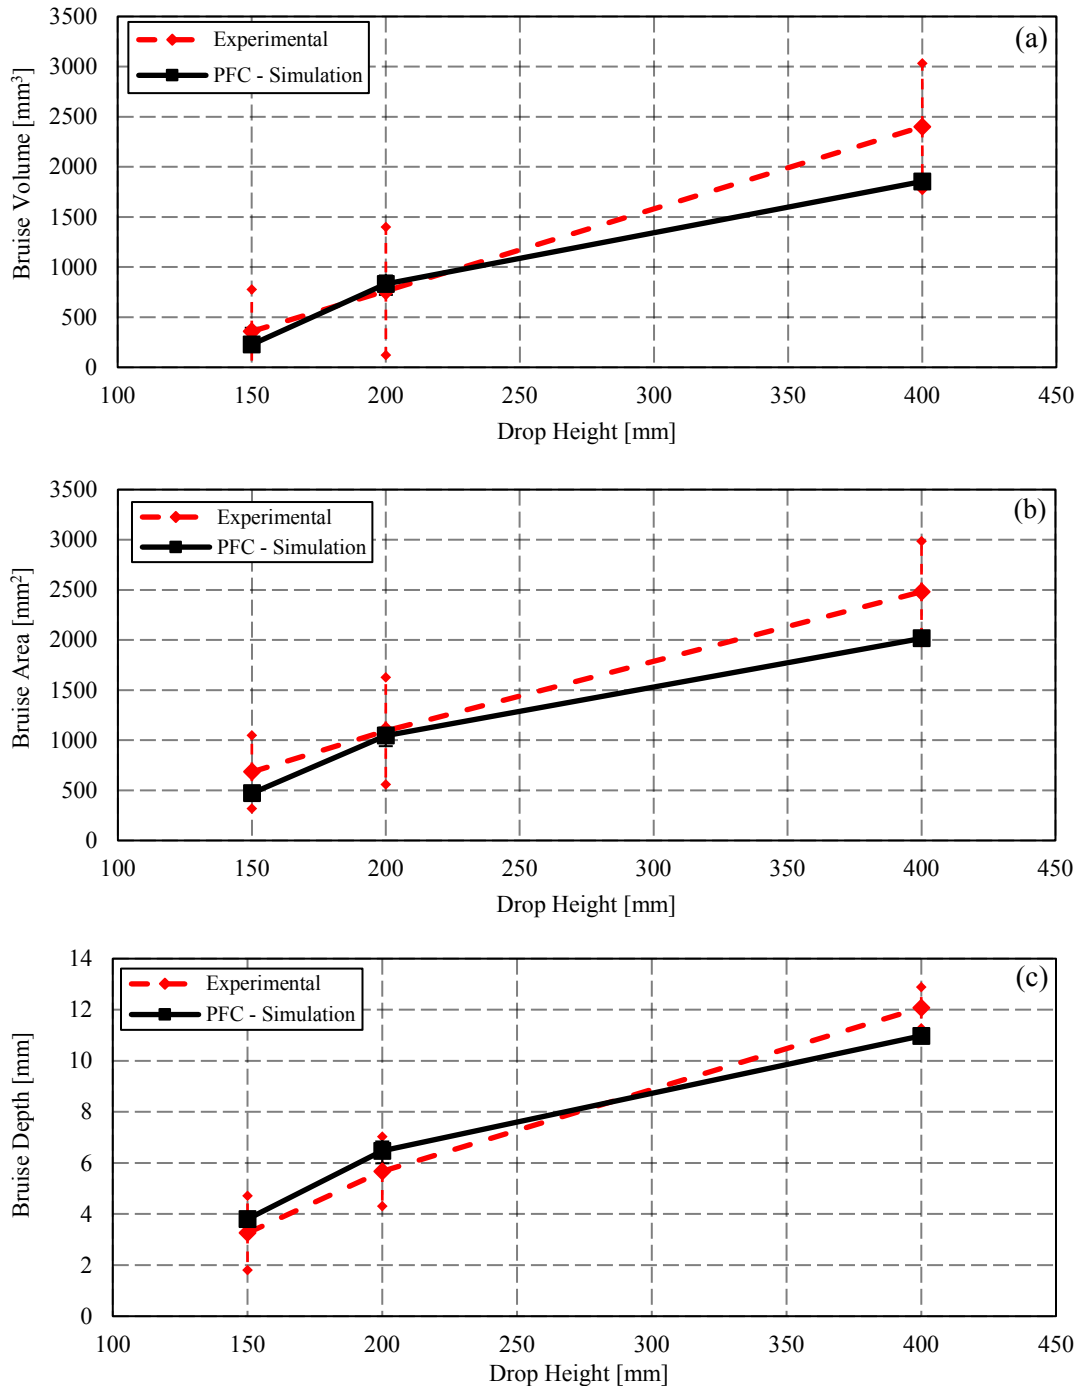 3500
3000
2500
2000
1500
1000
500
0
Bruise Volume [mm³]
Experimental
PFC - Simulation
(a)
100 150 200 250 300 350 400 450
Drop Height [mm]
3500
3000
2500
2000
1500
1000
500
0
Bruise Area [mm²]
Experimental
PFC - Simulation
(b)
100 150 200 250 300 350 400 450
Drop Height [mm]
14
12
10
8
6
4
2
0
Bruise Depth [mm]
Experimental
PFC - Simulation
(c)
100 150 200 250 300 350 400 450
Drop Height [mm]